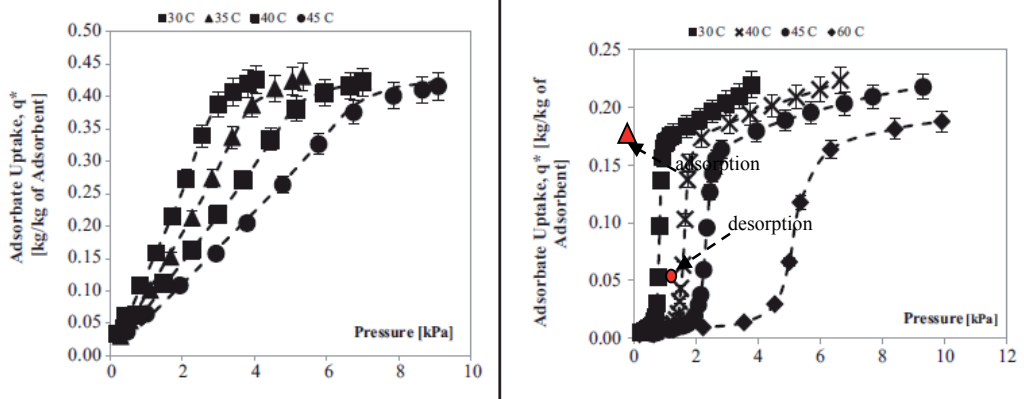 30 C 35 C 40 C 45 C
0.50
0.45
0.40
0.35
0.30
0.25
0.20
0.15
0.10
0.05
0.00
Adsorbate Uptake, q*
[kg/kg of Adsorbent]
Pressure [kPa]
0 2 4 6 8 10
30 C 40 C 45 C 60 C
0.25
0.20
0.15
0.10
0.05
0.00
Adsorbate Uptake, q* [kg/kg of
Adsorbent]
adsorption
desorption
Pressure [kPa]
0 2 4 6 8 10 12